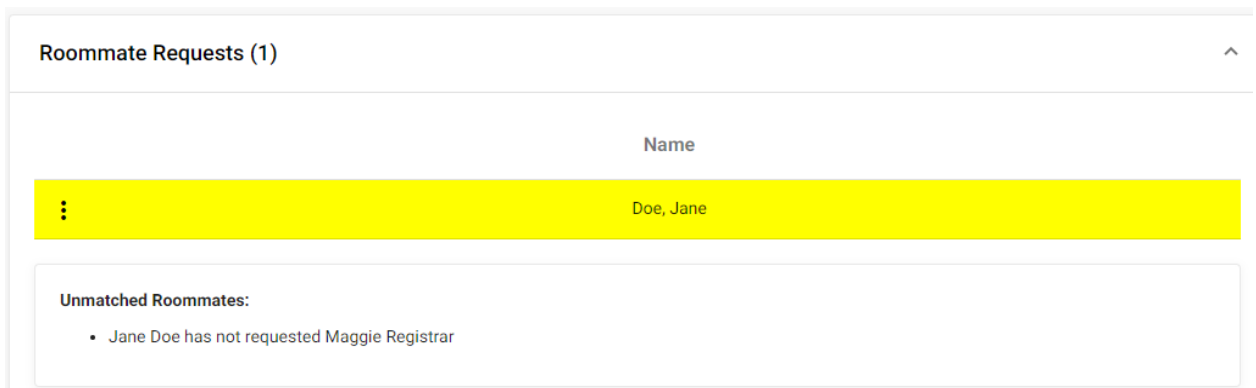 Roommate Requests (1)
Name
Doe, Jane
Unmatched Roommates:
• Jane Doe has not requested Maggie Registrar